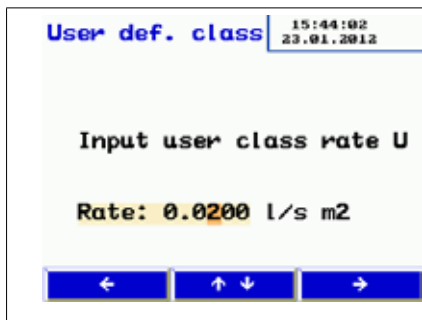 User def. class
15:44:02
23.01.2012
Input user class rate U
Rate: 0.0200 l/s m2
← ↑ ↓ →